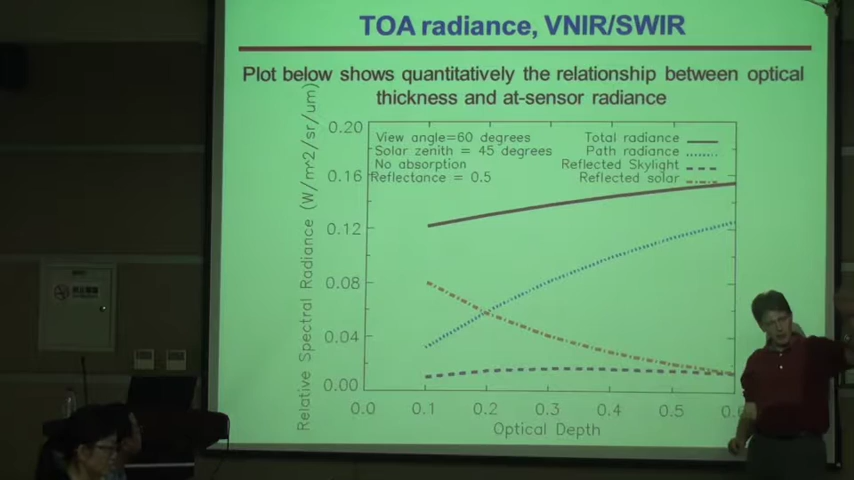 TOA radiance, VNIR/SWIR
Plot below shows quantitatively the relationship between optical
thickness and at-sensor radiance
Relative Spectral Radiance (W/m^2/sr/um)
0.20
0.16
0.12
0.08
0.04
0.00
View angle=60 degrees
Solar zenith = 45 degrees
No absorption
Reflectance = 0.5
Total radiance
Path radiance
Reflected Skylight
Reflected solar
0.0 0.1 0.2 0.3 0.4 0.5
Optical Depth